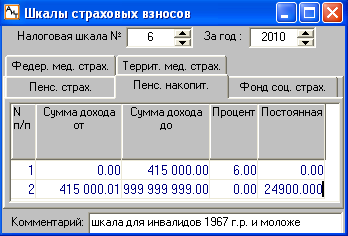 Шкалы страховых взносов
Налоговая шкала № 6 За год : 2010
Федер. мед. страх. Террит. мед. страх.
Пенс. страх. Пенс. накопит. Фонд соц. страх.
N п/п Сумма дохода от Сумма дохода до Процент Постоянная
1 0.00 415 000.00 6.00 0.00
2 415 000.01 999 999 999.00 0.00 24900.000
Комментарий: шкала для инвалидов 1967 г.р. и моложе